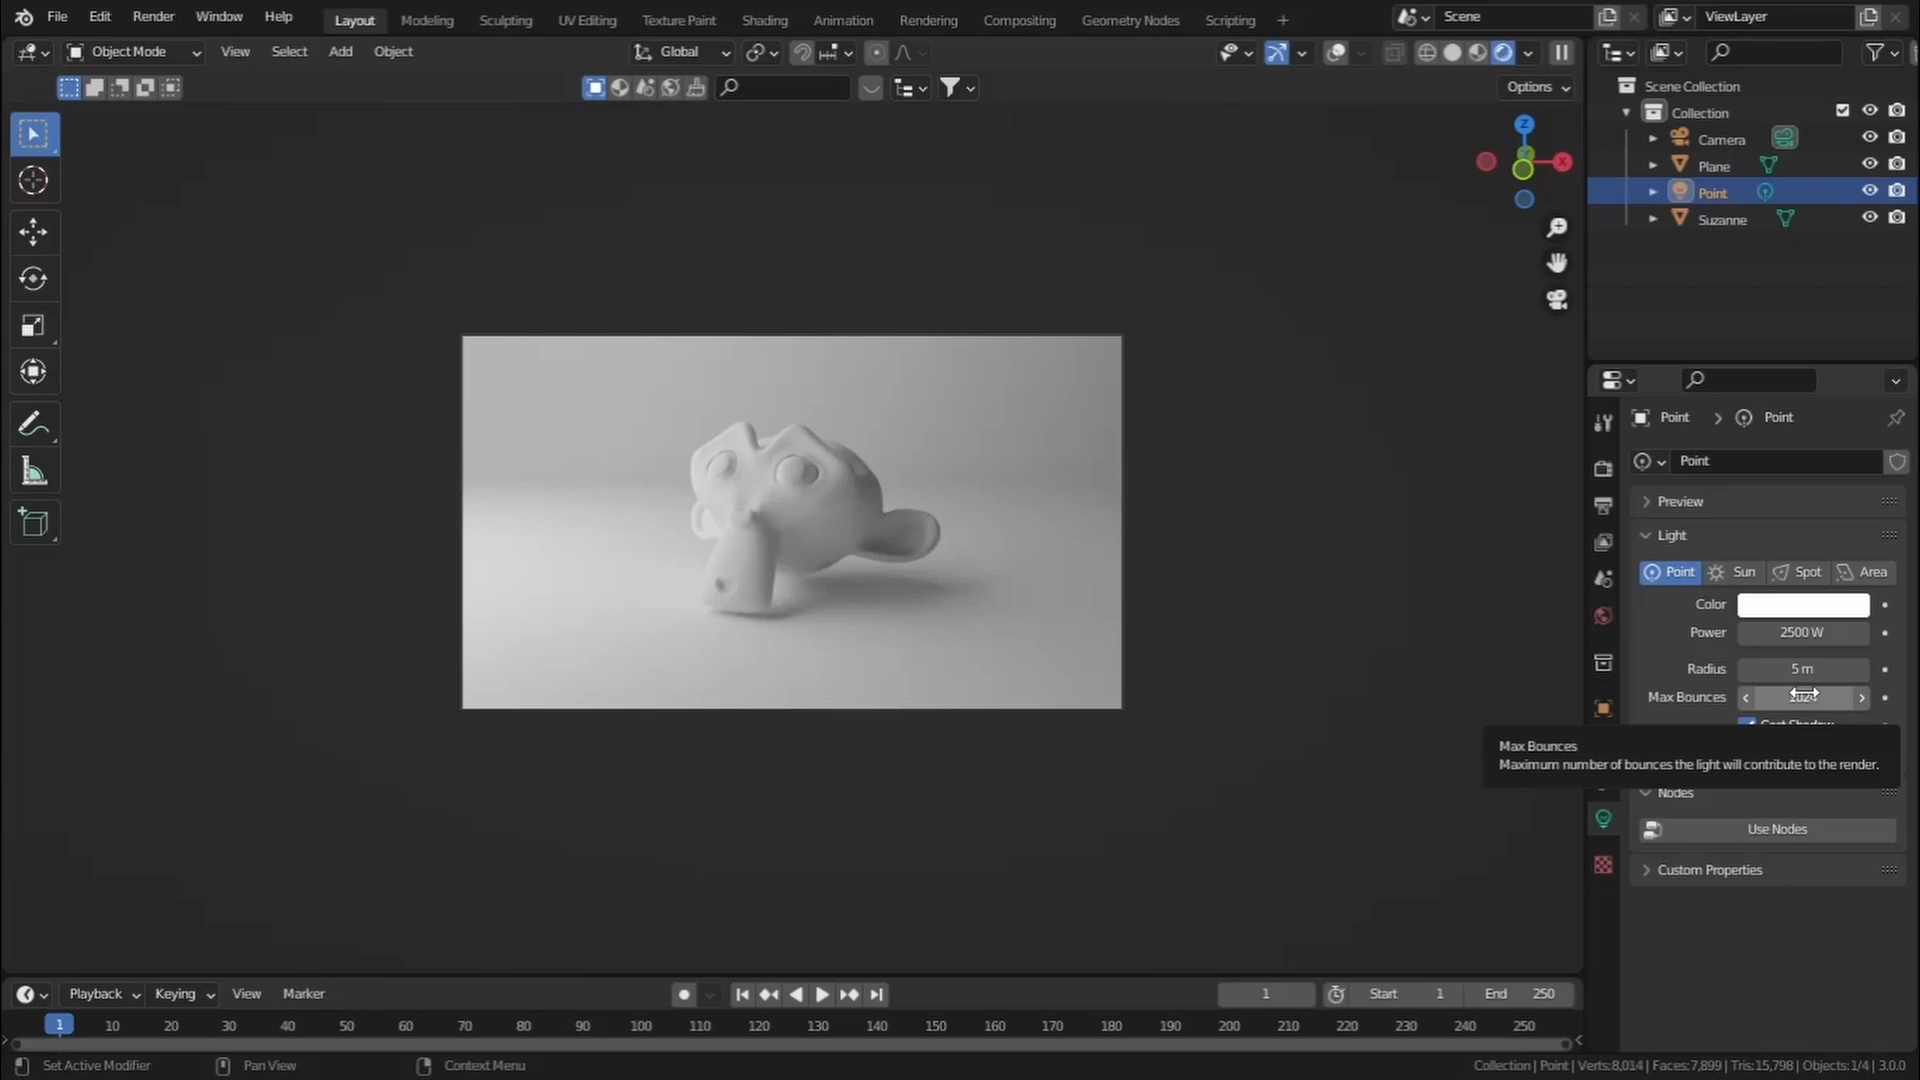 File Edit Render Window Help Layout Modeling Sculpting UV Editing Texture Paint Shading Animation Rendering Compositing Geometry Nodes Scripting + Scene ViewLayer
Object Mode View Select Add Object Global
Options
Scene Collection
Collection
Camera
Plane
Point
Suzanne
Z
X
Point > Point
Point
Preview
Light
Point Sun Spot Area
Color
Power 2500 W
Radius 5 m
Max Bounces
Cast Shadow
Max Bounces
Maximum number of bounces the light will contribute to the render.
Nodes
Use Nodes
Custom Properties
Playback Keying View Marker 1 Start 1 End 250
1 10 20 30 40 50 60 70 80 90 100 110 120 130 140 150 160 170 180 190 200 210 220 230 240 250
Set Active Modifier Pan View Context Menu Collection | Point | Verts:8,014 | Faces:7,899 | Tris:15,798 | Objects:1/4 | 3.0.0